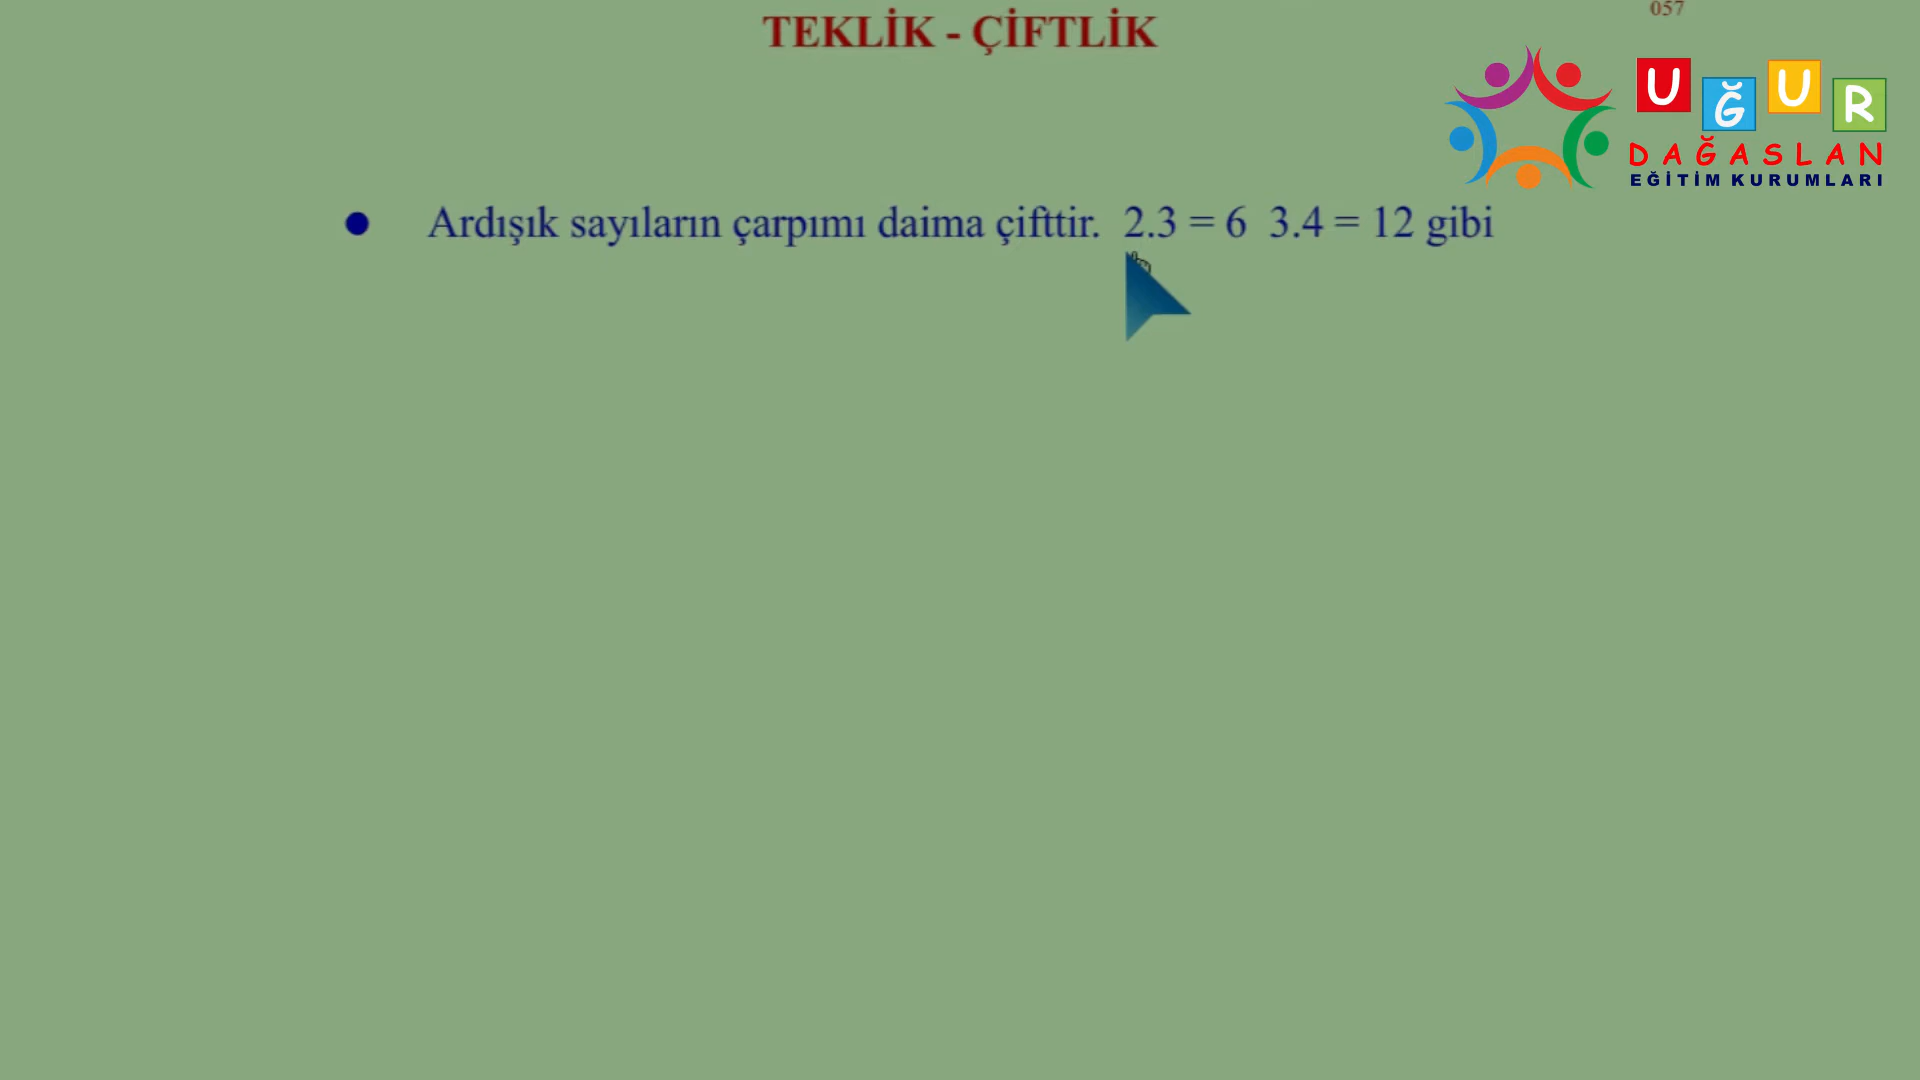 TEKLİK - ÇİFTLİK
057
UĞUR
DAĞASLAN
EĞİTİM KURUMLARI
● Ardışık sayıların çarpımı daima çifttir. 2.3 = 6 3.4 = 12 gibi